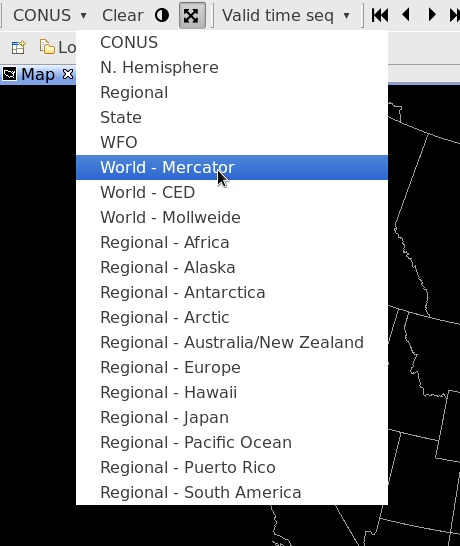 CONUS Clear Valid time seq
Lo
Map
CONUS
N. Hemisphere
Regional
State
WFO
World - Mercator
World - CED
World - Mollweide
Regional - Africa
Regional - Alaska
Regional - Antarctica
Regional - Arctic
Regional - Australia/New Zealand
Regional - Europe
Regional - Hawaii
Regional - Japan
Regional - Pacific Ocean
Regional - Puerto Rico
Regional - South America